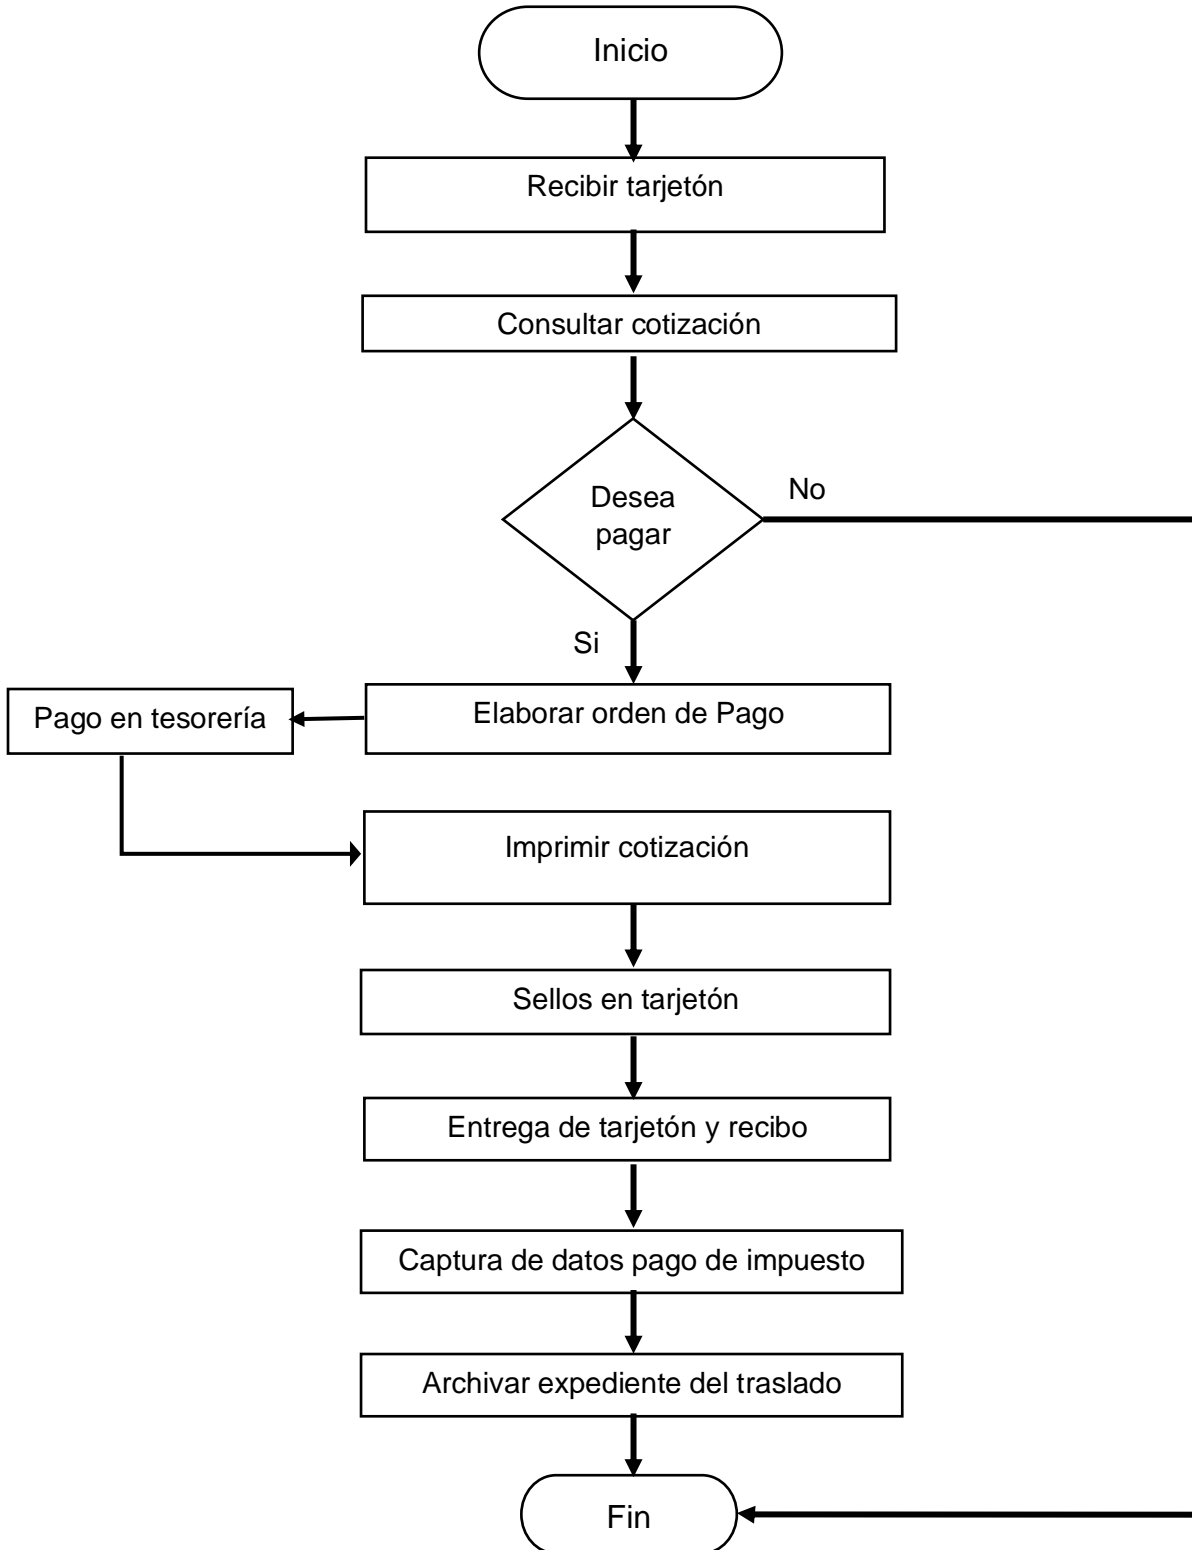 Inicio
Recibir tarjetón
Consultar cotización
Desea
pagar
No
Si
Elaborar orden de Pago
Pago en tesorería
Imprimir cotización
Sellos en tarjetón
Entrega de tarjetón y recibo
Captura de datos pago de impuesto
Archivar expediente del traslado
Fin